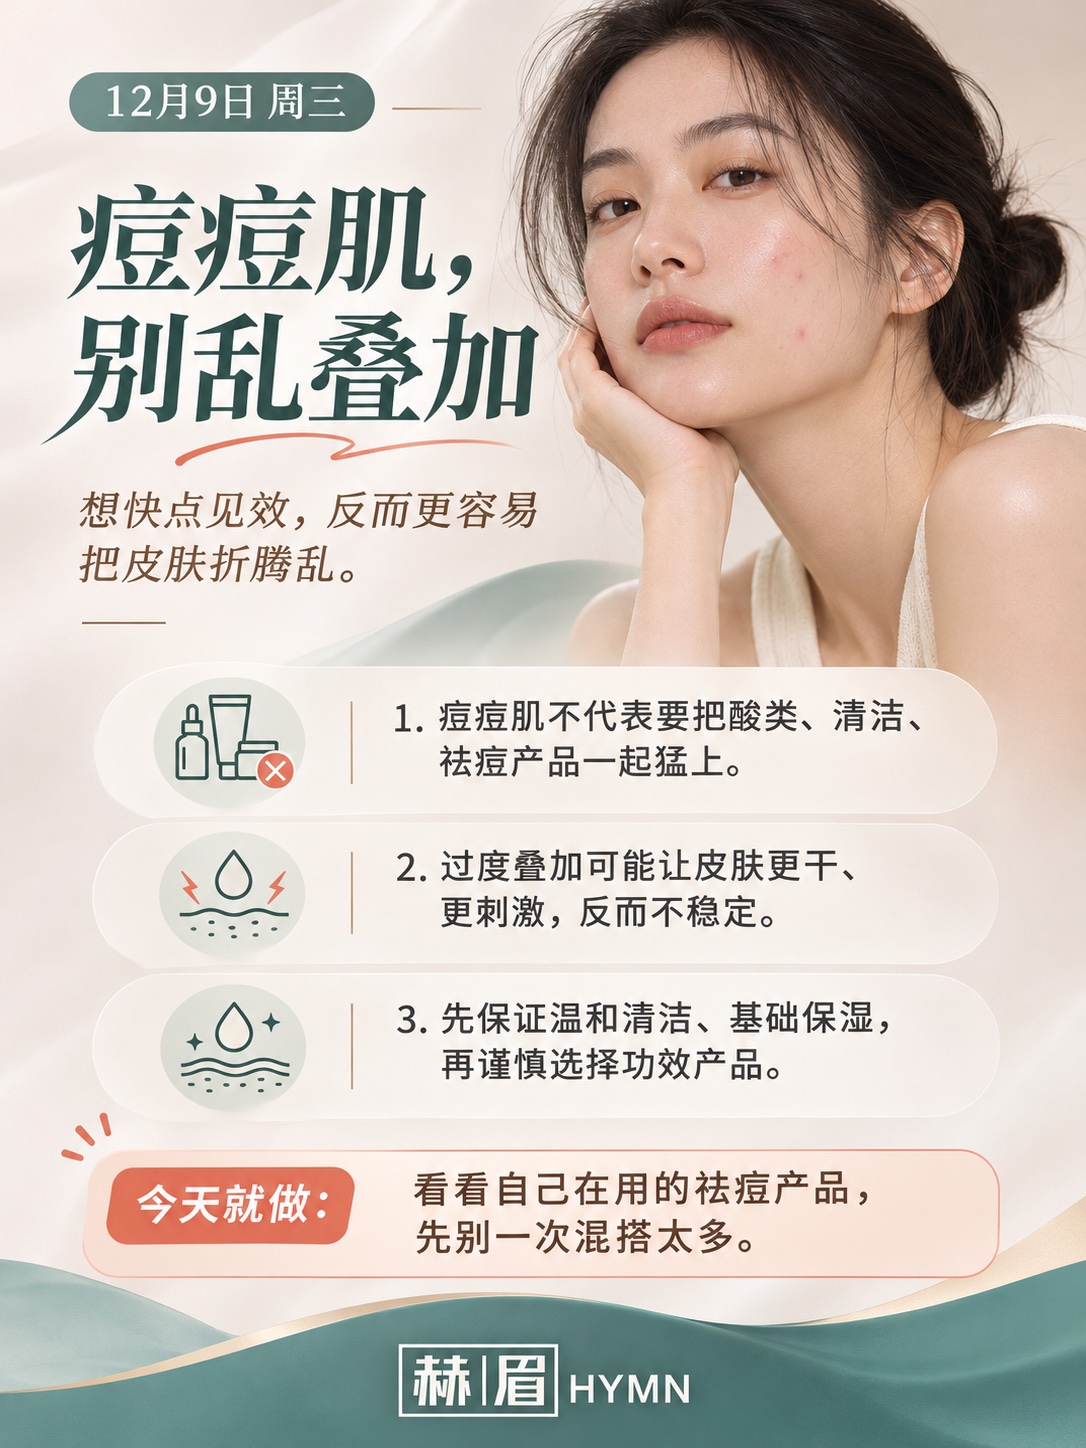 12月9日 周三
痘痘肌，
别乱叠加
想快点见效，反而更容易
把皮肤折腾乱。
1. 痘痘肌不代表要把酸类、清洁、
祛痘产品一起猛上。
2. 过度叠加可能让皮肤更干、
更刺激，反而不稳定。
3. 先保证温和清洁、基础保湿，
再谨慎选择功效产品。
今天就做：
看看自己在用的祛痘产品，
先别一次混搭太多。
赫|眉 HYMN